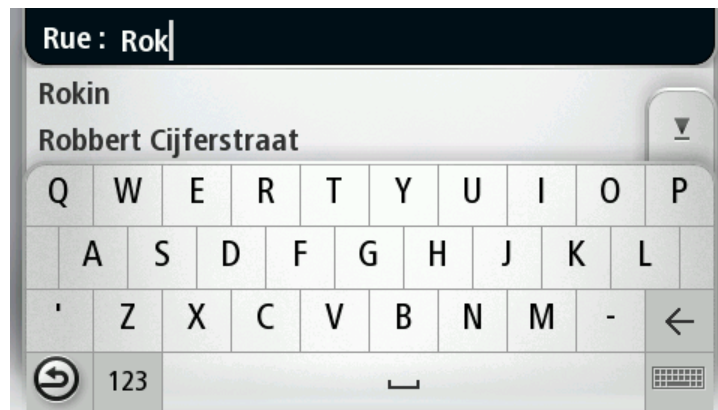 Rue : Rok
Rokin
Robbert Cijferstraat
Q W E R T Y U I O P
A S D F G H J K L
' Z X C V B N M -
123